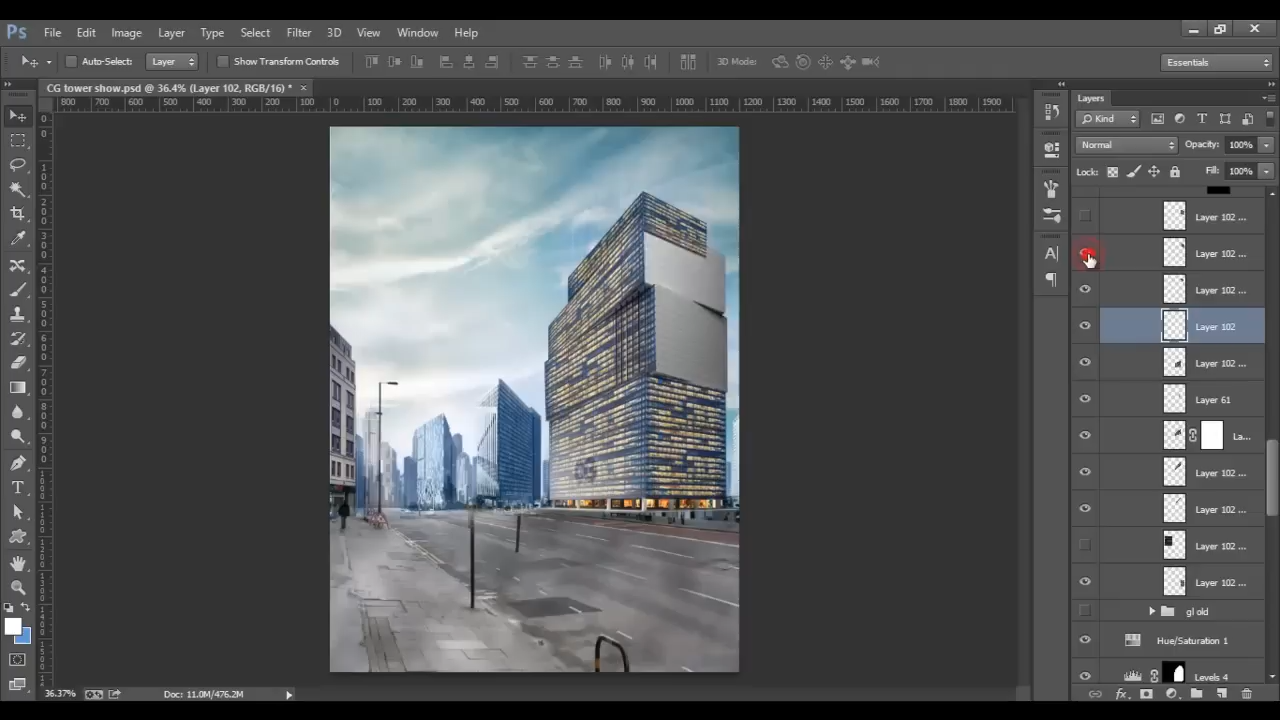 Ps File Edit Image Layer Type Select Filter 3D View Window Help
Auto-Select: Layer Show Transform Controls 3D Mode: Essentials
CG tower show.psd @ 36.4% (Layer 102, RGB/16) * ×
800 700 600 500 400 300 200 100 0 100 200 300 400 500 600 700 800 900 1000 1100 1200 1300 1400 1500 1600 1700 1800 1900
Layers
Kind
Normal Opacity: 100%
Lock: Fill: 100%
Layer 102 ...
Layer 102 ...
Layer 102 ...
Layer 102
Layer 102 ...
Layer 61
La...
Layer 102 ...
Layer 102 ...
Layer 102 ...
Layer 102 ...
gl old
Hue/Saturation 1
Levels 4
36.37% Doc: 11.0M/476.2M